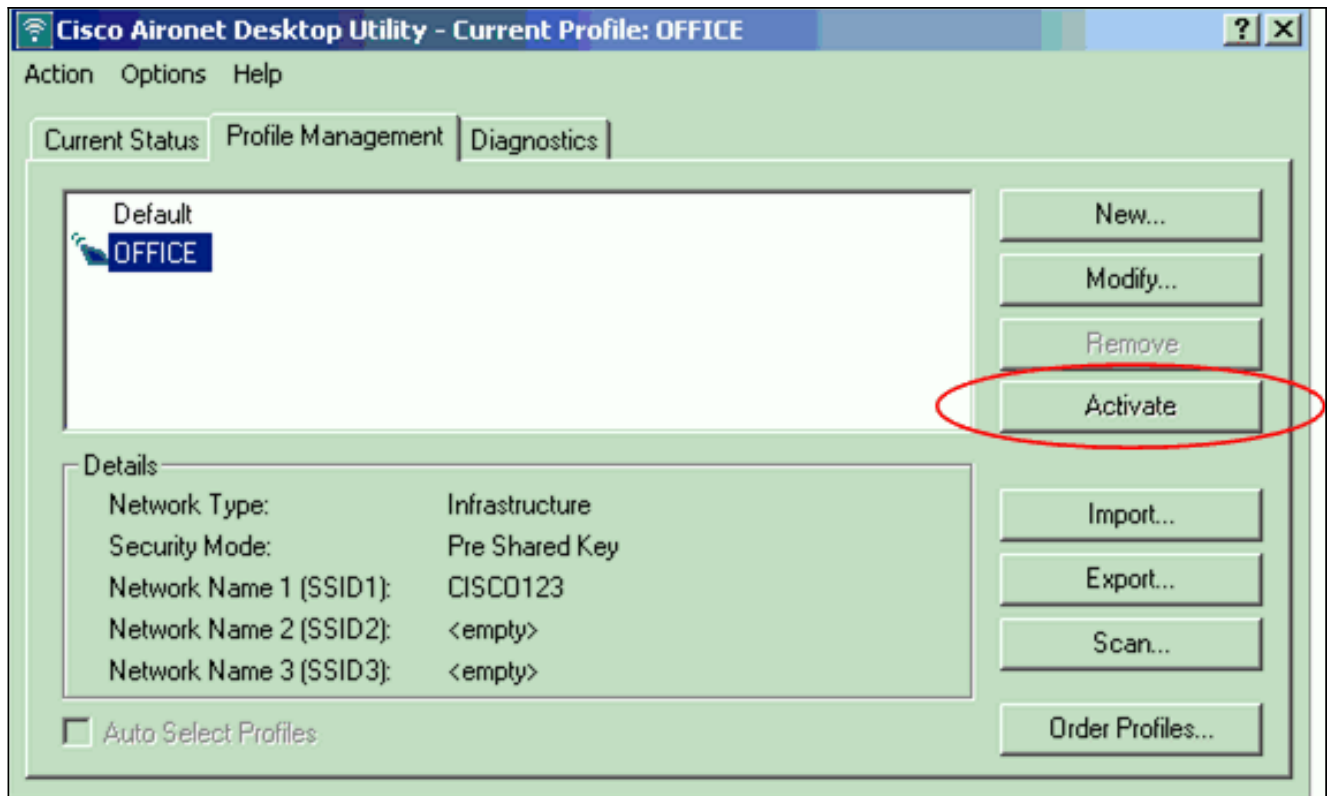 Cisco Aironet Desktop Utility - Current Profile: OFFICE
Action Options Help
Current Status Profile Management Diagnostics
Default
OFFICE
New...
Modify...
Remove
Activate
Details
Network Type: Infrastructure
Security Mode: Pre Shared Key
Network Name 1 (SSID1): CISCO123
Network Name 2 (SSID2): <empty>
Network Name 3 (SSID3): <empty>
Import...
Export...
Scan...
Auto Select Profiles
Order Profiles...